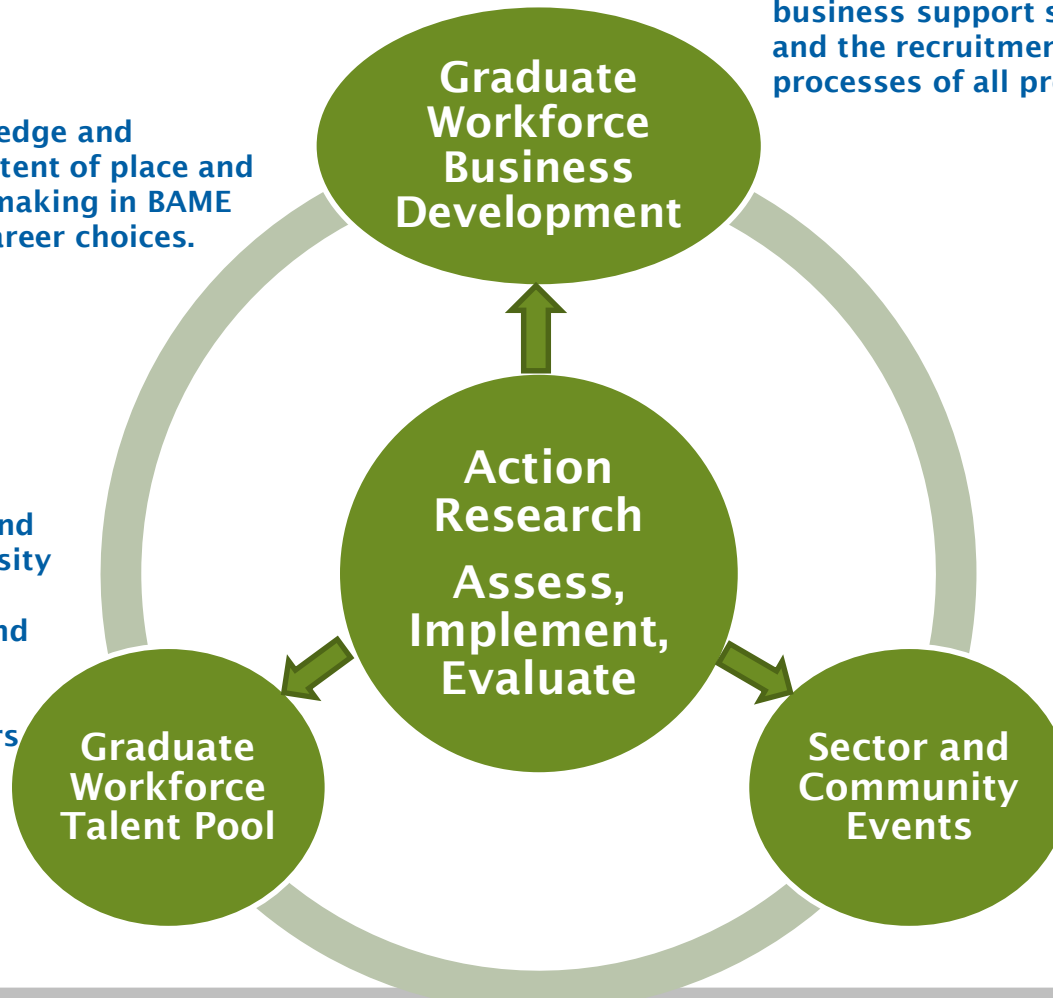 business support s
and the recruitmen
processes of all pr
edge and
tent of place and
making in BAME
areer choices.
Graduate
Workforce
Business
Development
Action
Research
Assess,
Implement,
Evaluate
nd
sity
nd
rs
Graduate
Workforce
Talent Pool
Sector and
Community
Events